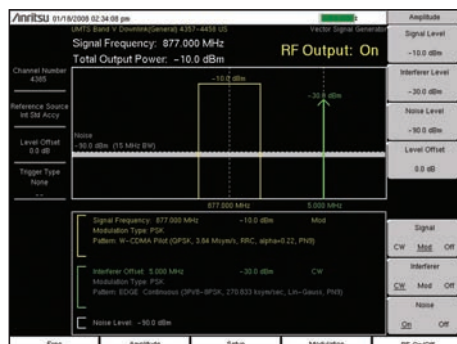 Anritsu 01/18/2008 02:34:08 pm
Amplitude
UMTS Band V Downlink(General) 4357-4458 US
Vector Signal Generator
Signal Frequency: 877.000 MHz
Total Output Power: -10.0 dBm
RF Output: On
Signal Level
-10.0 dBm
Interferer Level
-30.0 dBm
Noise Level
-90.0 dBm
Level Offset
0.0 dB
Channel Number
4385
Reference Source
Int Std Accy
Level Offset
0.0 dB
Trigger Type
None
--
-10.0 dBm
-30.0 dBm
Noise
-90.0 dBm (15 MHz BW)
877.000 MHz
5.000 MHz
Signal Frequency: 877.000 MHz -10.0 dBm Mod
Modulation Type: PSK
Pattern: W-CDMA Pilot (QPSK, 3.84 Msym/s, RRC, alpha=0.22, PN9)
Interferer Offset: 5.000 MHz -30.0 dBm CW
Modulation Type: PSK
Pattern: EDGE Continuous (3PV8-8PSK, 270.833 ksym/sec, Lin-Gauss, PN9)
Noise Level: -90.0 dBm
Signal
CW Mod Off
Interferer
CW Mod Off
Noise
On Off
Freq Amplitude Setup Modulation RF On/Off